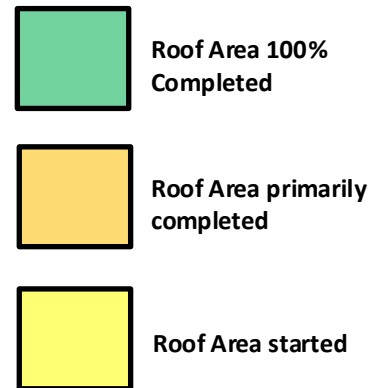 Roof Area 100%
Completed
Roof Area primarily
completed
Roof Area started